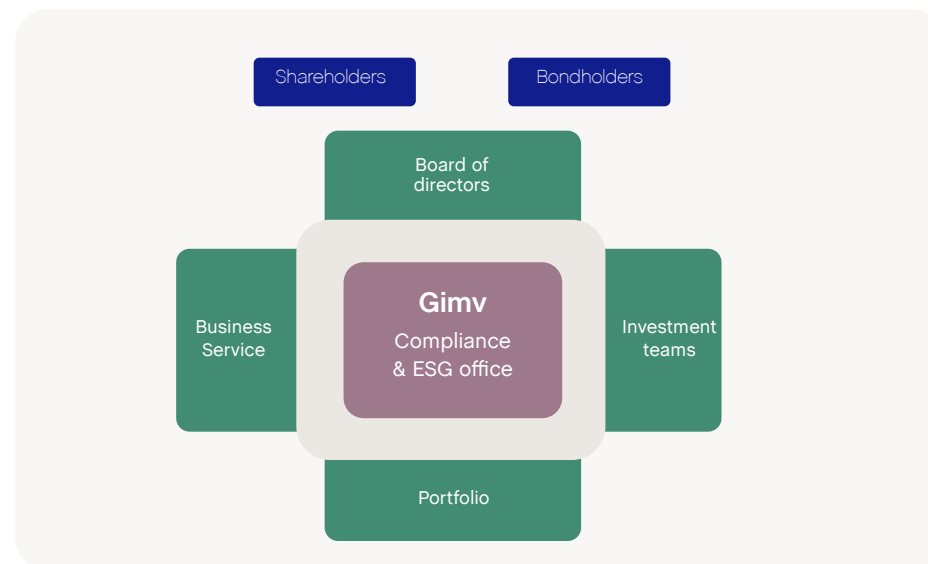 Shareholders
Bondholders
Board of
directors
Business
Service
Gimv
Compliance
& ESG office
Investment
teams
Portfolio